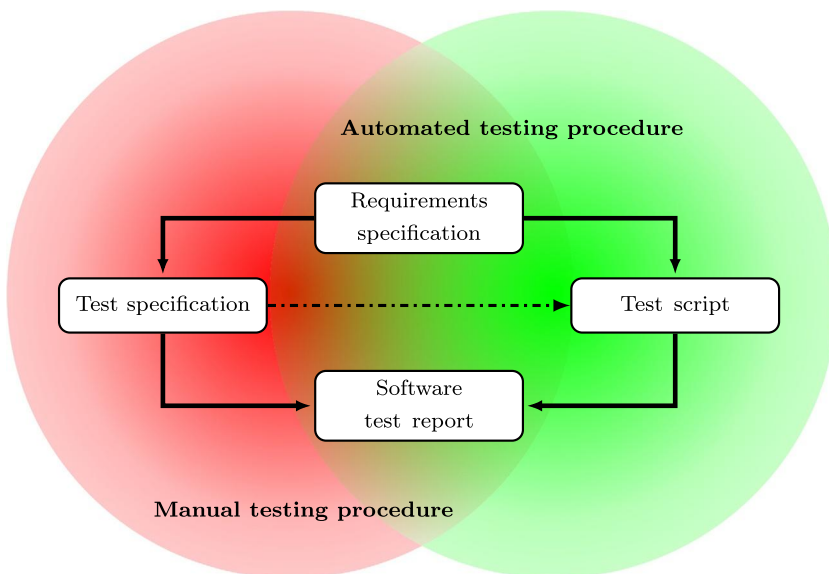 Automated testing procedure
Requirements
specification
Test specification
Test script
Software
test report
Manual testing procedure